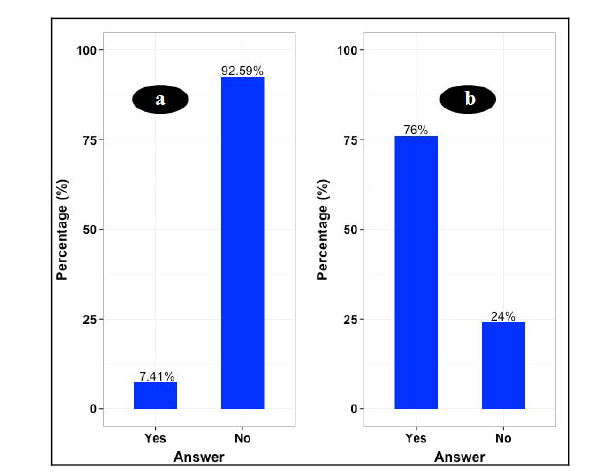 a
Percentage (%)
100
75
50
25
0
7.41%
92.59%
Yes No
Answer
b
Percentage (%)
100
75
50
25
0
76%
24%
Yes No
Answer